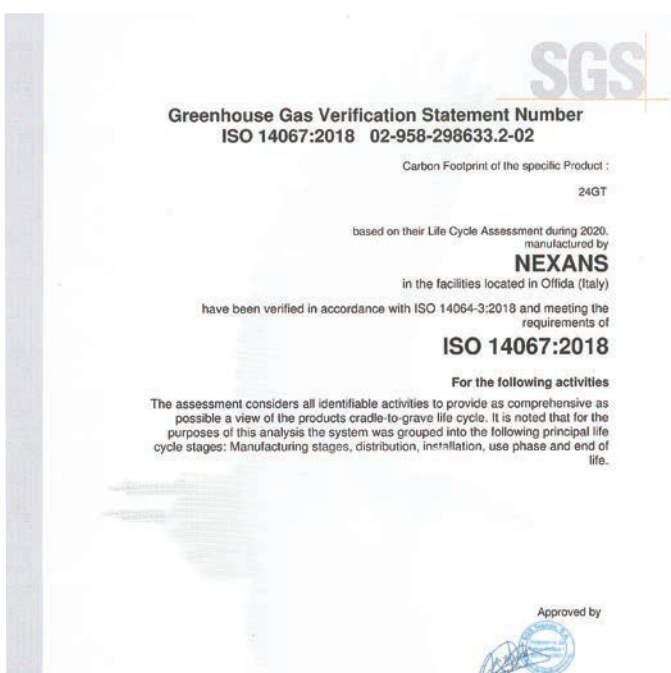 SGS
Greenhouse Gas Verification Statement Number
ISO 14067:2018 02-958-298633.2-02
Carbon Footprint of the specific Product :
24GT
based on their Life Cycle Assessment during 2020.
manufactured by
NEXANS
in the facilities located in Offida (Italy)
have been verified in accordance with ISO 14064-3:2018 and meeting the
requirements of
ISO 14067:2018
For the following activities
The assessment considers all identifiable activities to provide as comprehensive as
possible a view of the products cradle-to-grave life cycle. It is noted that for the
purposes of this analysis the system was grouped into the following principal life
cycle stages: Manufacturing stages, distribution, installation, use phase and end of
life.
Approved by